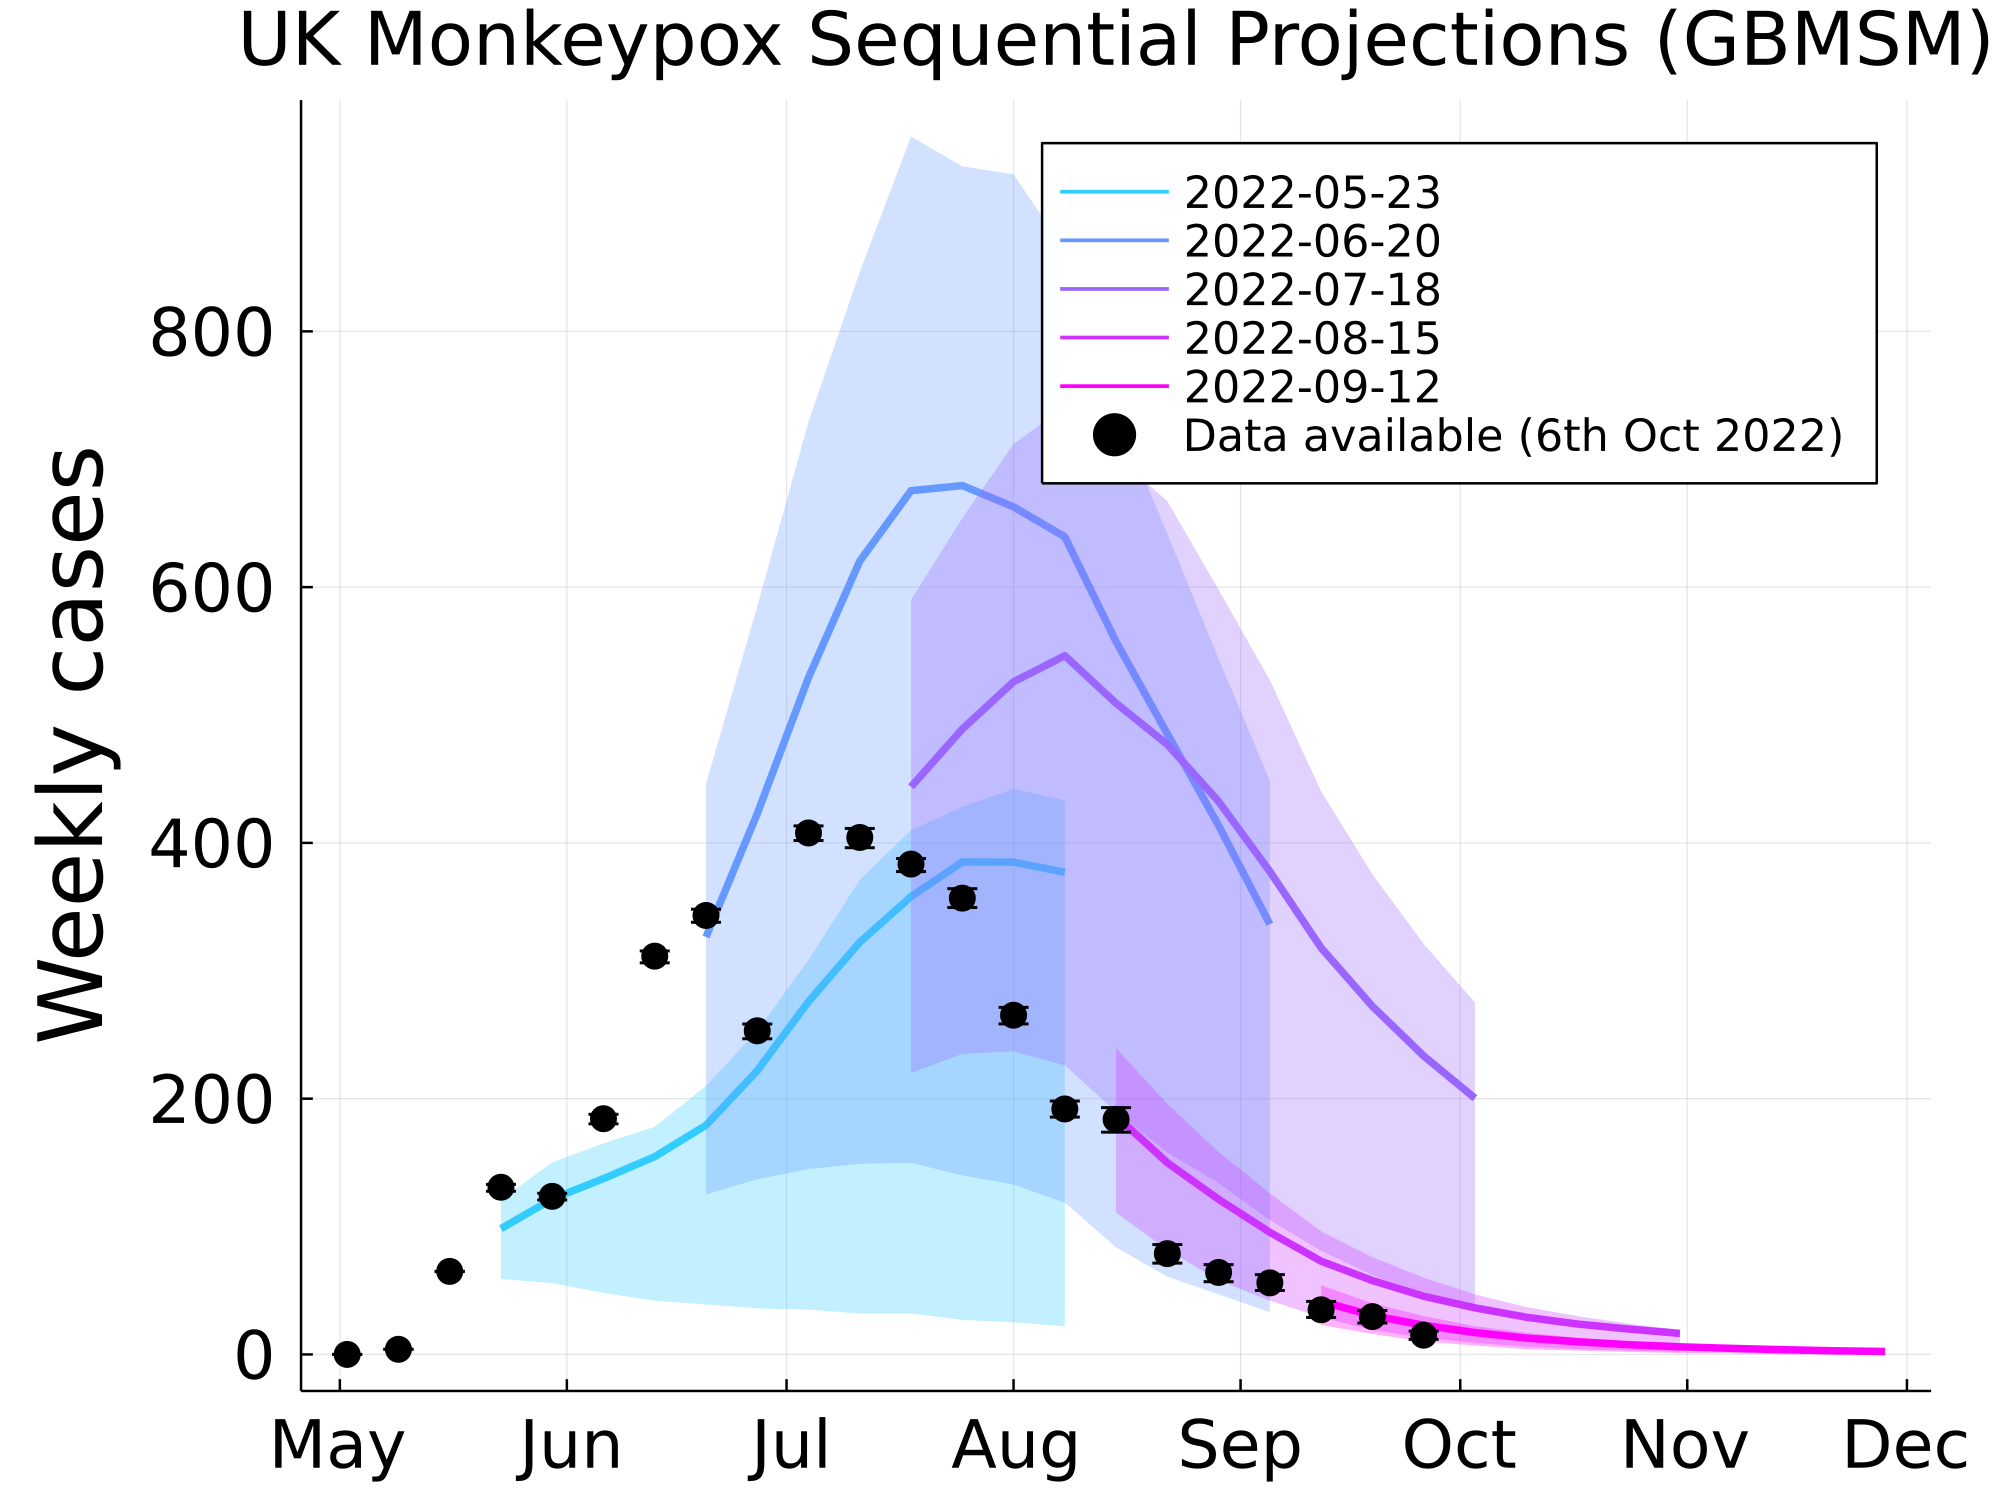 UK Monkeypox Sequential Projections (GBMSM)
2022-05-23
2022-06-20
2022-07-18
2022-08-15
2022-09-12
Data available (6th Oct 2022)
Weekly cases
800
600
400
200
0
May Jun Jul Aug Sep Oct Nov Dec